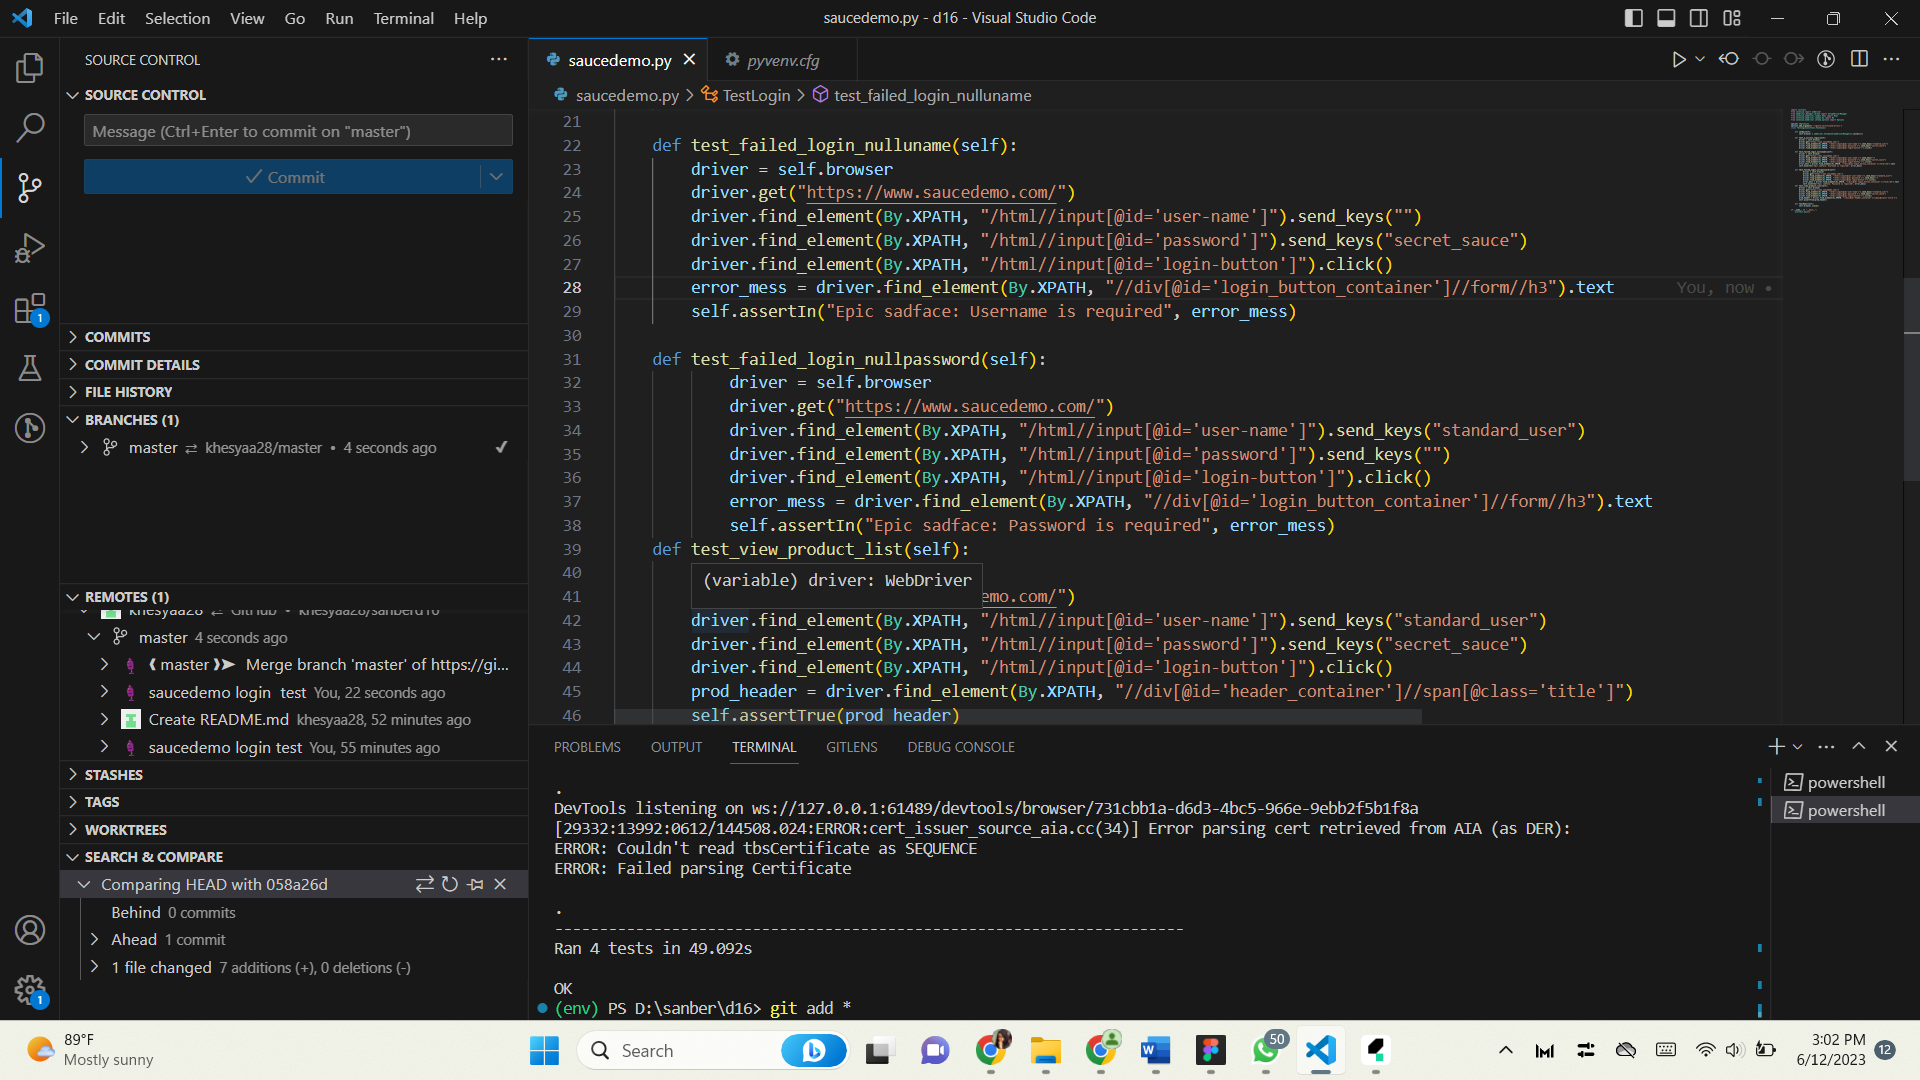 File Edit Selection View Go Run Terminal Help
saucedemo.py - d16 - Visual Studio Code
SOURCE CONTROL
SOURCE CONTROL
Message (Ctrl+Enter to commit on "master")
Commit
COMMITS
COMMIT DETAILS
FILE HISTORY
BRANCHES (1)
master ⇄ khesyaa28/master • 4 seconds ago
REMOTES (1)
khesyaa28 ⇄ GitHub • khesyaa28/sanberd16
master 4 seconds ago
master Merge branch 'master' of https://gi...
saucedemo login test You, 22 seconds ago
Create README.md khesyaa28, 52 minutes ago
saucedemo login test You, 55 minutes ago
STASHES
TAGS
WORKTREES
SEARCH & COMPARE
Comparing HEAD with 058a26d
Behind 0 commits
Ahead 1 commit
1 file changed 7 additions (+), 0 deletions (-)
1
1
saucedemo.py
pyvenv.cfg
saucedemo.py > TestLogin > test_failed_login_nulluname
21
22 def test_failed_login_nulluname(self):
23 driver = self.browser
24 driver.get("https://www.saucedemo.com/")
25 driver.find_element(By.XPATH, "/html//input[@id='user-name']").send_keys("")
26 driver.find_element(By.XPATH, "/html//input[@id='password']").send_keys("secret_sauce")
27 driver.find_element(By.XPATH, "/html//input[@id='login-button']").click()
28 error_mess = driver.find_element(By.XPATH, "//div[@id='login_button_container']//form//h3").text You, now •
29 self.assertIn("Epic sadface: Username is required", error_mess)
30
31 def test_failed_login_nullpassword(self):
32 driver = self.browser
33 driver.get("https://www.saucedemo.com/")
34 driver.find_element(By.XPATH, "/html//input[@id='user-name']").send_keys("standard_user")
35 driver.find_element(By.XPATH, "/html//input[@id='password']").send_keys("")
36 driver.find_element(By.XPATH, "/html//input[@id='login-button']").click()
37 error_mess = driver.find_element(By.XPATH, "//div[@id='login_button_container']//form//h3").text
38 self.assertIn("Epic sadface: Password is required", error_mess)
39 def test_view_product_list(self):
40 (variable) driver: WebDriver
41 emo.com/")
42 driver.find_element(By.XPATH, "/html//input[@id='user-name']").send_keys("standard_user")
43 driver.find_element(By.XPATH, "/html//input[@id='password']").send_keys("secret_sauce")
44 driver.find_element(By.XPATH, "/html//input[@id='login-button']").click()
45 prod_header = driver.find_element(By.XPATH, "//div[@id='header_container']//span[@class='title']")
46 self.assertTrue(prod_header)
PROBLEMS OUTPUT TERMINAL GITLENS DEBUG CONSOLE
powershell
powershell
.
DevTools listening on ws://127.0.0.1:61489/devtools/browser/731cbb1a-d6d3-4bc5-966e-9ebb2f5b1f8a
[29332:13992:0612/144508.024:ERROR:cert_issuer_source_aia.cc(34)] Error parsing cert retrieved from AIA (as DER):
ERROR: Couldn't read tbsCertificate as SEQUENCE
ERROR: Failed parsing Certificate
.
----------------------------------------------------------------------
Ran 4 tests in 49.092s
OK
(env) PS D:\sanber\d16> git add *
89°F
Mostly sunny
Search
50
3:02 PM
6/12/2023
12